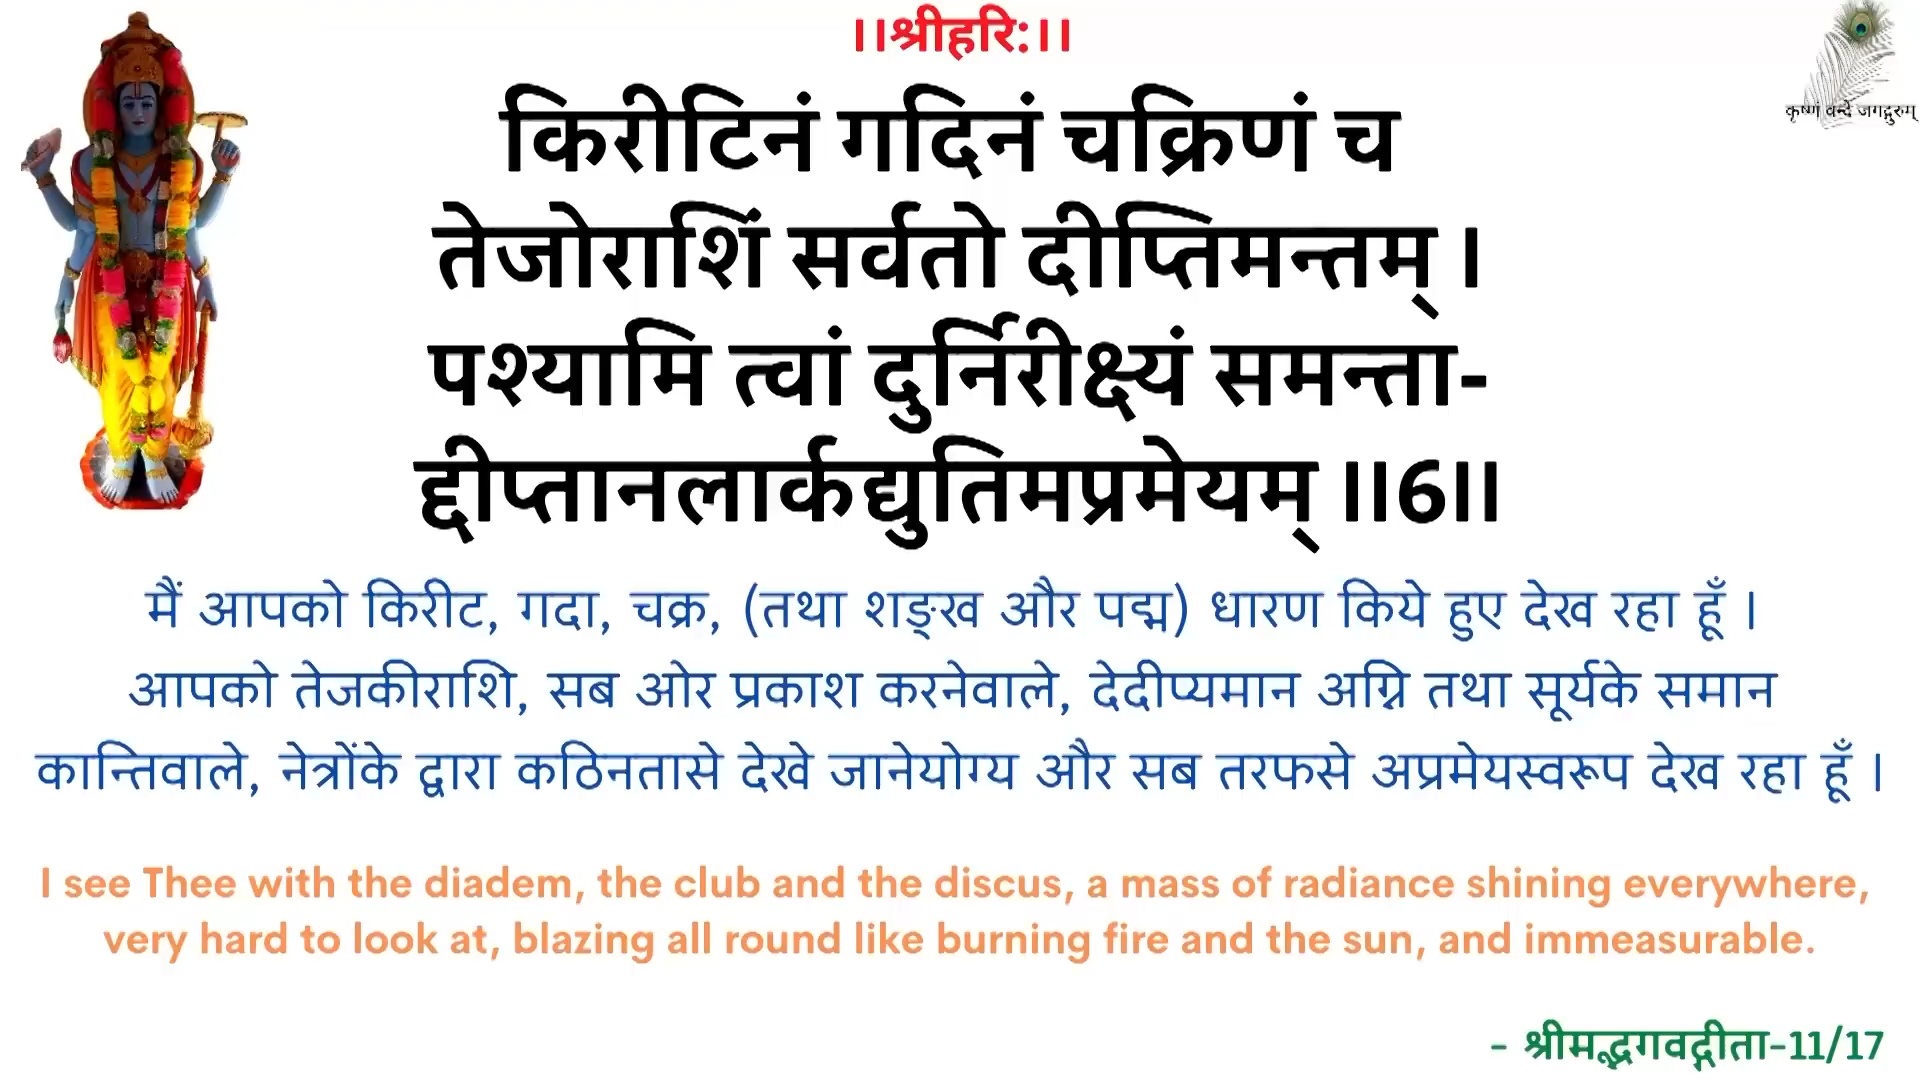 ।।श्रीहरि:।।
कृष्णं वन्दे जगद्गुरुम्
किरीटिनं गदिनं चक्रिणं च
तेजोराशिं सर्वतो दीप्तिमन्तम् ।
पश्यामि त्वां दुर्निरीक्ष्यं समन्ता-
द्दीप्तानलार्कद्युतिमप्रमेयम् ।।6।।
मैं आपको किरीट, गदा, चक्र, (तथा शङ्ख और पद्म) धारण किये हुए देख रहा हूँ ।
आपको तेजकीराशि, सब ओर प्रकाश करनेवाले, देदीप्यमान अग्नि तथा सूर्यके समान
कान्तिवाले, नेत्रोंके द्वारा कठिनतासे देखे जानेयोग्य और सब तरफसे अप्रमेयस्वरूप देख रहा हूँ ।
I see Thee with the diadem, the club and the discus, a mass of radiance shining everywhere,
very hard to look at, blazing all round like burning fire and the sun, and immeasurable.
- श्रीमद्भगवद्गीता-11/17